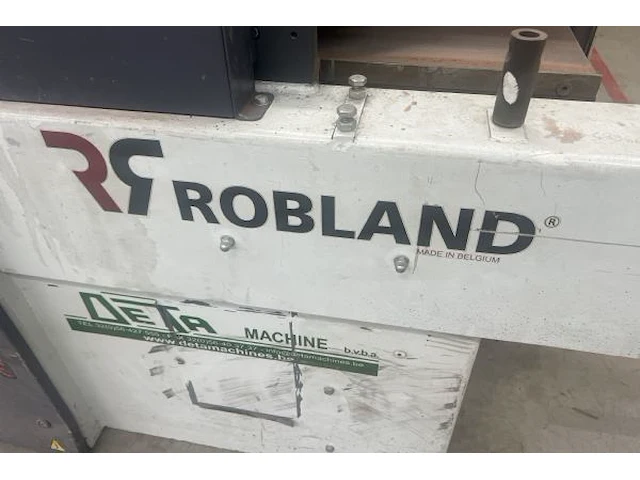 ROBLAND®
MADE IN BELGIUM
DETA MACHINE b.v.b.a.
www.detamachines.be